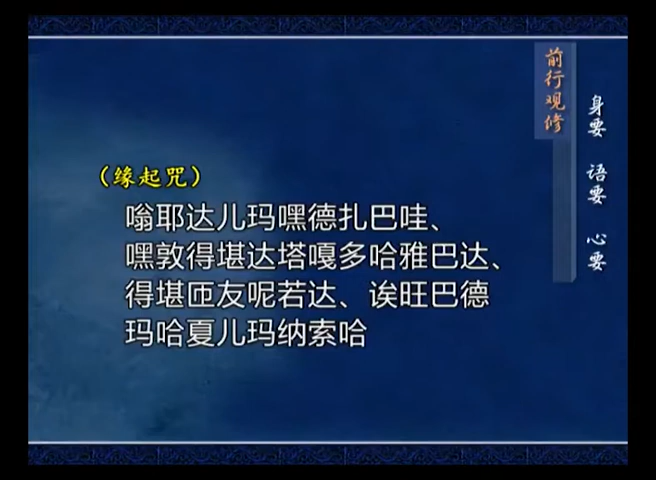 前行观修
身要 语要 心要
（缘起咒）
嗡耶达儿玛嘿德扎巴哇、
嘿敦得堪达塔嘎多哈雅巴达、
得堪匝友呢若达、诶旺巴德
玛哈夏儿玛纳索哈